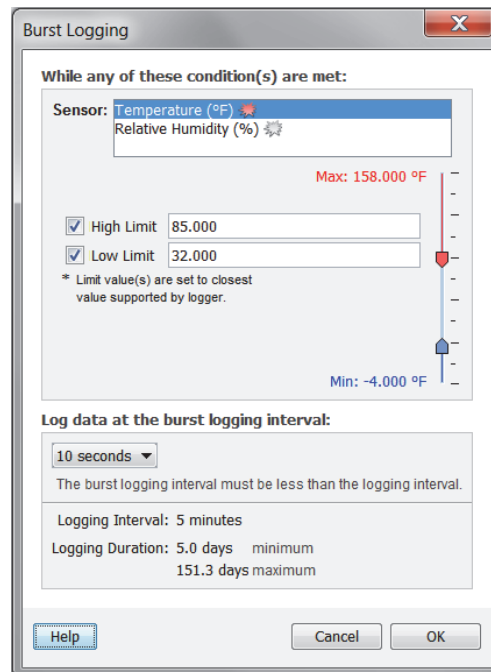 Burst Logging
While any of these condition(s) are met:
Sensor: Temperature (°F)
Relative Humidity (%)
Max: 158.000 °F
High Limit 85.000
Low Limit 32.000
* Limit value(s) are set to closest
value supported by logger.
Min: -4.000 °F
Log data at the burst logging interval:
10 seconds
The burst logging interval must be less than the logging interval.
Logging Interval: 5 minutes
Logging Duration: 5.0 days minimum
151.3 days maximum
Help Cancel OK